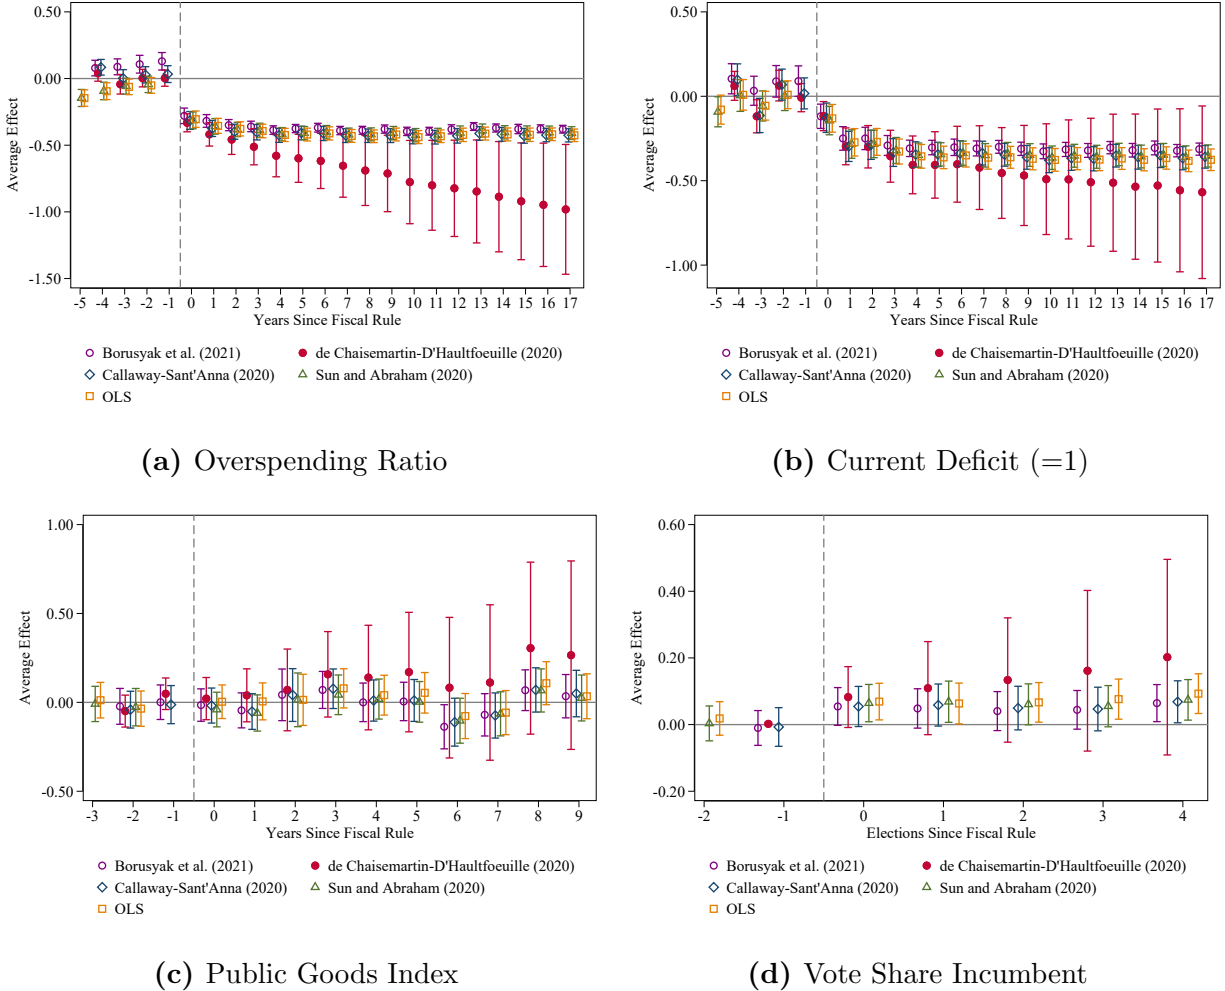 0.50
0.00
-0.50
-1.00
-1.50
Average Effect
-5 -4 -3 -2 -1 0 1 2 3 4 5 6 7 8 9 10 11 12 13 14 15 16 17
Years Since Fiscal Rule
Borusyak et al. (2021) de Chaisemartin-D'Haultfoeuille (2020)
Callaway-Sant'Anna (2020) Sun and Abraham (2020)
OLS
(a) Overspending Ratio
0.50
0.00
-0.50
-1.00
Average Effect
-5 -4 -3 -2 -1 0 1 2 3 4 5 6 7 8 9 10 11 12 13 14 15 16 17
Years Since Fiscal Rule
Borusyak et al. (2021) de Chaisemartin-D'Haultfoeuille (2020)
Callaway-Sant'Anna (2020) Sun and Abraham (2020)
OLS
(b) Current Deficit (=1)
1.00
0.50
0.00
-0.50
Average Effect
-3 -2 -1 0 1 2 3 4 5 6 7 8 9
Years Since Fiscal Rule
Borusyak et al. (2021) de Chaisemartin-D'Haultfoeuille (2020)
Callaway-Sant'Anna (2020) Sun and Abraham (2020)
OLS
(c) Public Goods Index
0.60
0.40
0.20
0.00
-0.20
Average Effect
-2 -1 0 1 2 3 4
Elections Since Fiscal Rule
Borusyak et al. (2021) de Chaisemartin-D'Haultfoeuille (2020)
Callaway-Sant'Anna (2020) Sun and Abraham (2020)
OLS
(d) Vote Share Incumbent